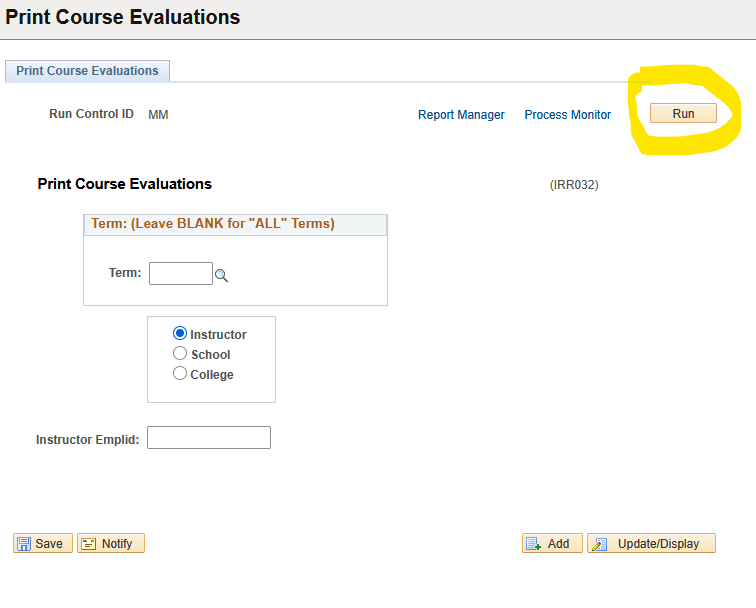 Print Course Evaluations
Print Course Evaluations
Run Control ID MM Report Manager Process Monitor Run
Print Course Evaluations (IRR032)
Term: (Leave BLANK for "ALL" Terms)
Term:
Instructor
School
College
Instructor Emplid:
Save Notify Add Update/Display